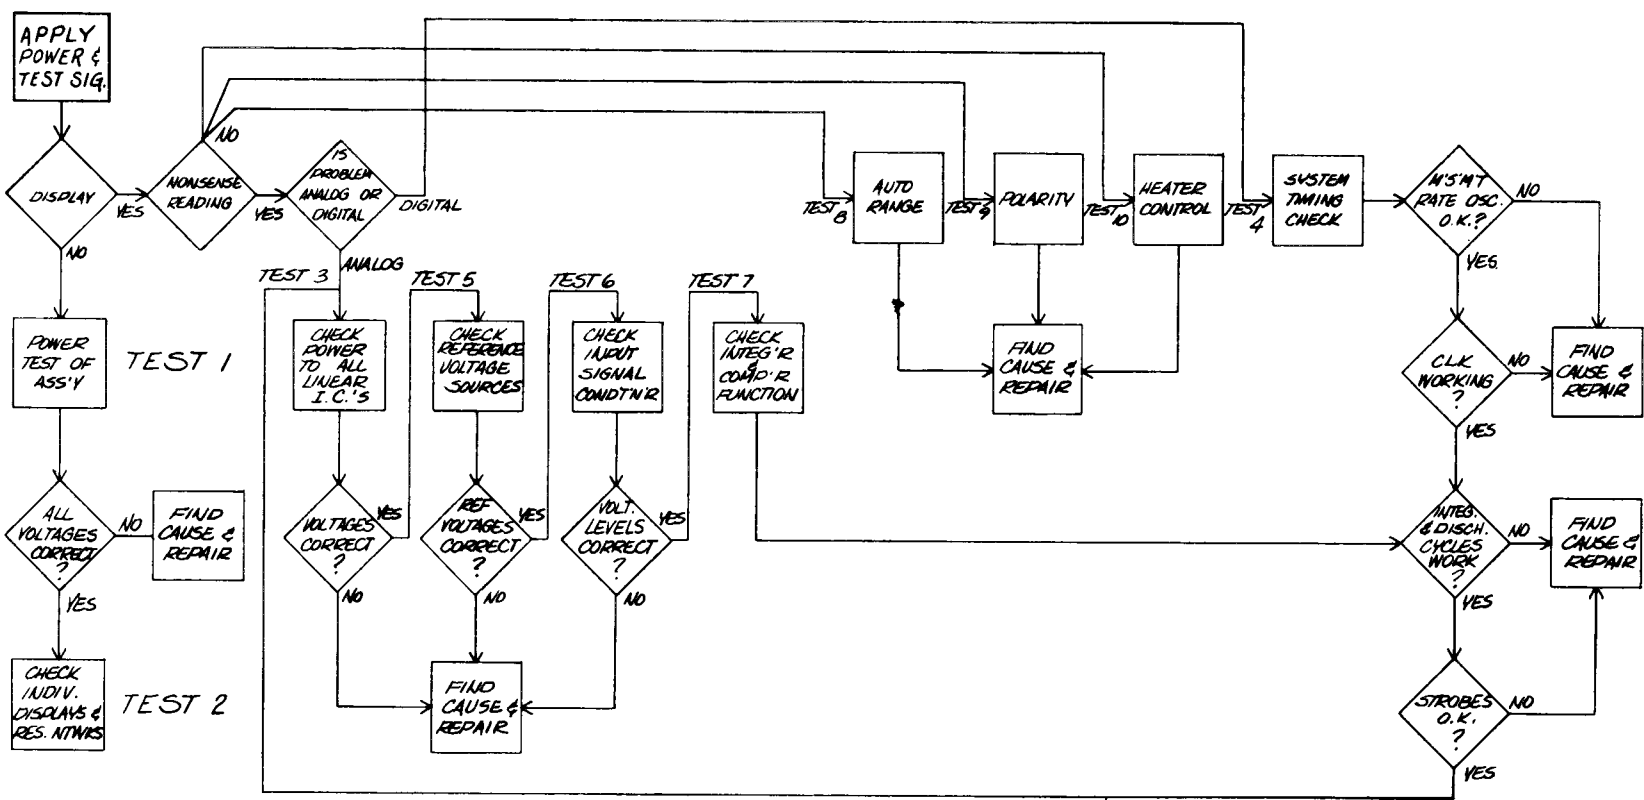 APPLY
POWER &
TEST SIG.
DISPLAY
YES
NO
NONSENSE
READING
NO
YES
IS
PROBLEM
ANALOG OR
DIGITAL
DIGITAL
ANALOG
POWER
TEST OF
ASS'Y
TEST 1
ALL
VOLTAGES
CORRECT
?
NO
FIND
CAUSE &
REPAIR
YES
CHECK
INDIV.
DISPLAYS &
RES. NTWKS
TEST 2
TEST 3
CHECK
POWER
TO ALL
LINEAR
I.C.'S
VOLTAGES
CORRECT
?
YES
NO
TEST 5
CHECK
REFERENCE
VOLTAGE
SOURCES
REF
VOLTAGES
CORRECT
?
YES
NO
TEST 6
CHECK
INPUT
SIGNAL
CONDT'N'R
VOLT.
LEVELS
CORRECT
?
YES
NO
FIND
CAUSE &
REPAIR
TEST 7
CHECK
INTEG'R
&
COMP'R
FUNCTION
TEST
8
AUTO
RANGE
TEST 9
POLARITY
TEST
10
HEATER
CONTROL
FIND
CAUSE &
REPAIR
TEST
4
SYSTEM
TIMING
CHECK
M'S'MT
RATE OSC.
O.K.?
NO
YES.
CLK
WORKING
?
NO
FIND
CAUSE &
REPAIR
YES
INTEG.
& DISCH.
CYCLES
WORK
?
NO
FIND
CAUSE &
REPAIR
YES
STROBES
O.K.
?
NO
YES